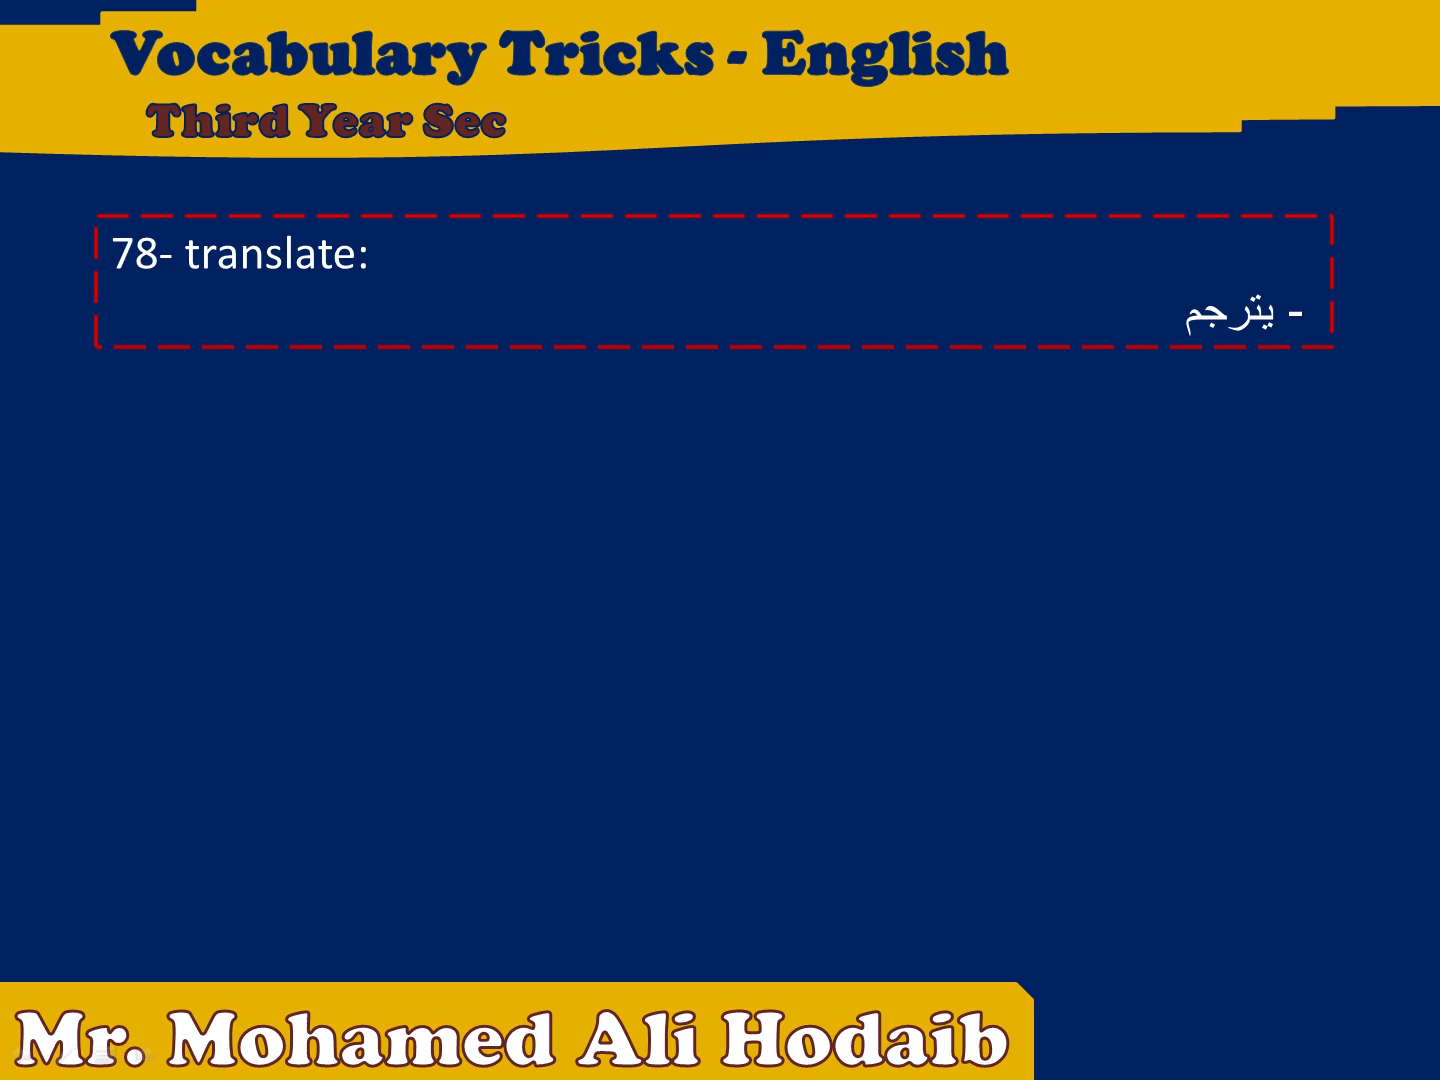 Vocabulary Tricks - English
Third Year Sec
78- translate:
- يترجم
Mr. Mohamed Ali Hodaib